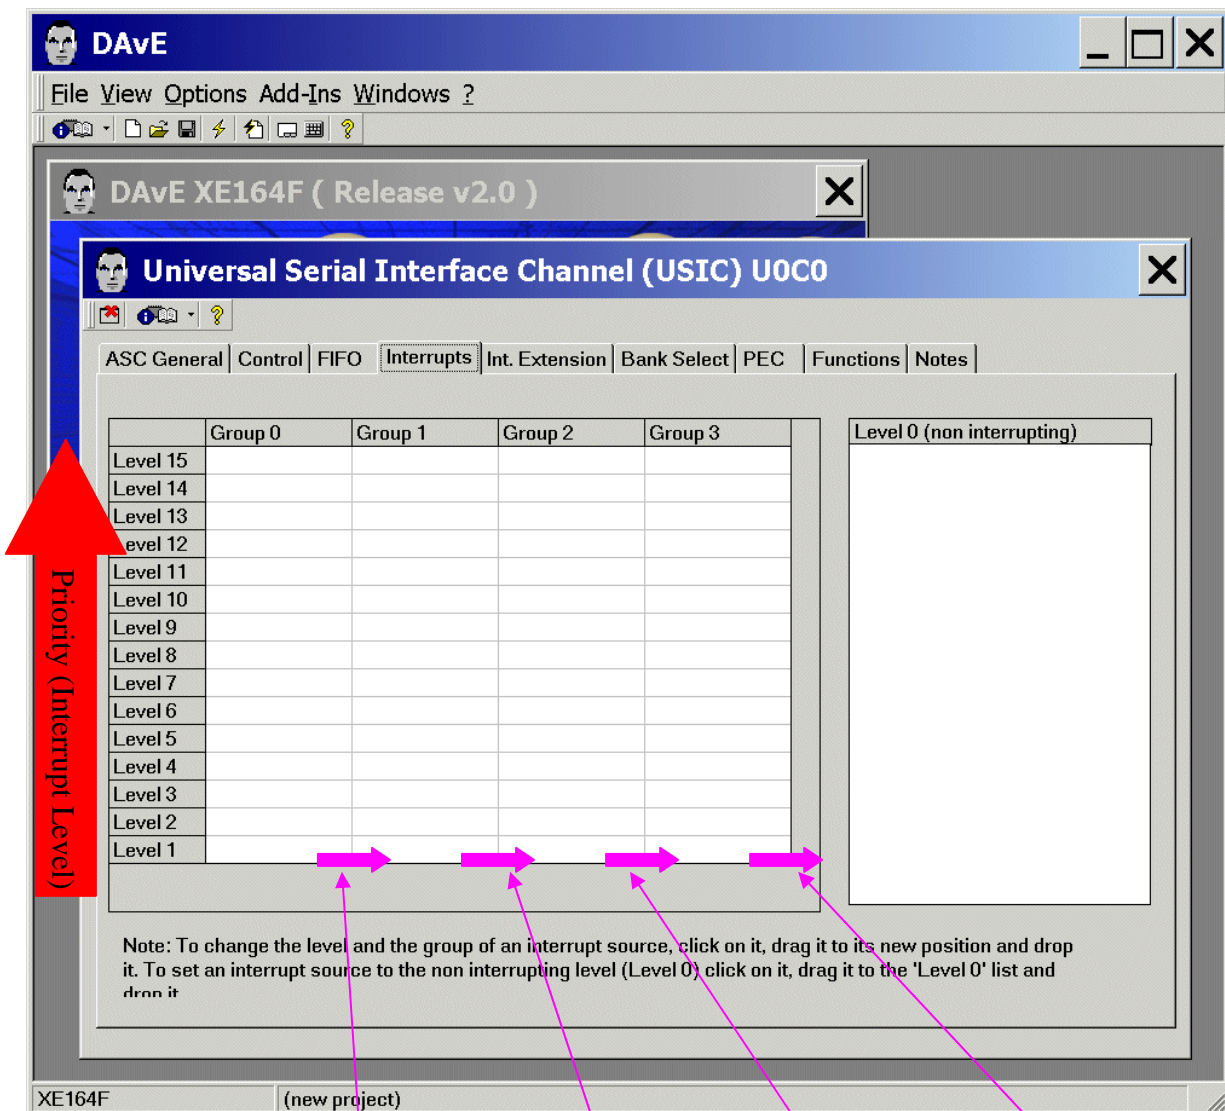 DAvE
File View Options Add-Ins Windows ?
DAvE XE164F ( Release v2.0 )
Universal Serial Interface Channel (USIC) U0C0
ASC General Control FIFO Interrupts Int. Extension Bank Select PEC Functions Notes
Group 0 Group 1 Group 2 Group 3
Level 15
Level 14
Level 13
Level 12
Level 11
Level 10
Level 9
Level 8
Level 7
Level 6
Level 5
Level 4
Level 3
Level 2
Level 1
Level 0 (non interrupting)
Priority (Interrupt Level)
Note: To change the level and the group of an interrupt source, click on it, drag it to its new position and drop
it. To set an interrupt source to the non interrupting level (Level 0) click on it, drag it to the 'Level 0' list and
drop it
XE164F (new project)